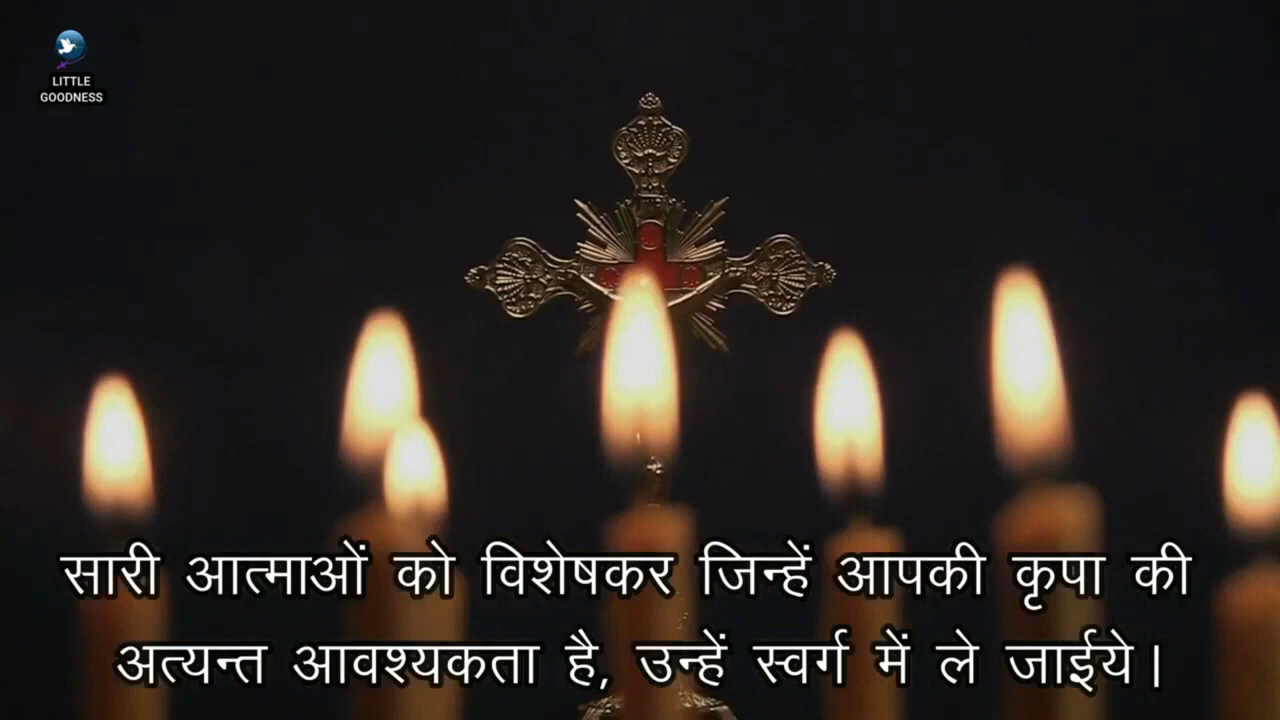 LITTLE
GOODNESS
सारी आत्माओं को विशेषकर जिन्हें आपकी कृपा की
अत्यन्त आवश्यकता है, उन्हें स्वर्ग में ले जाईये।